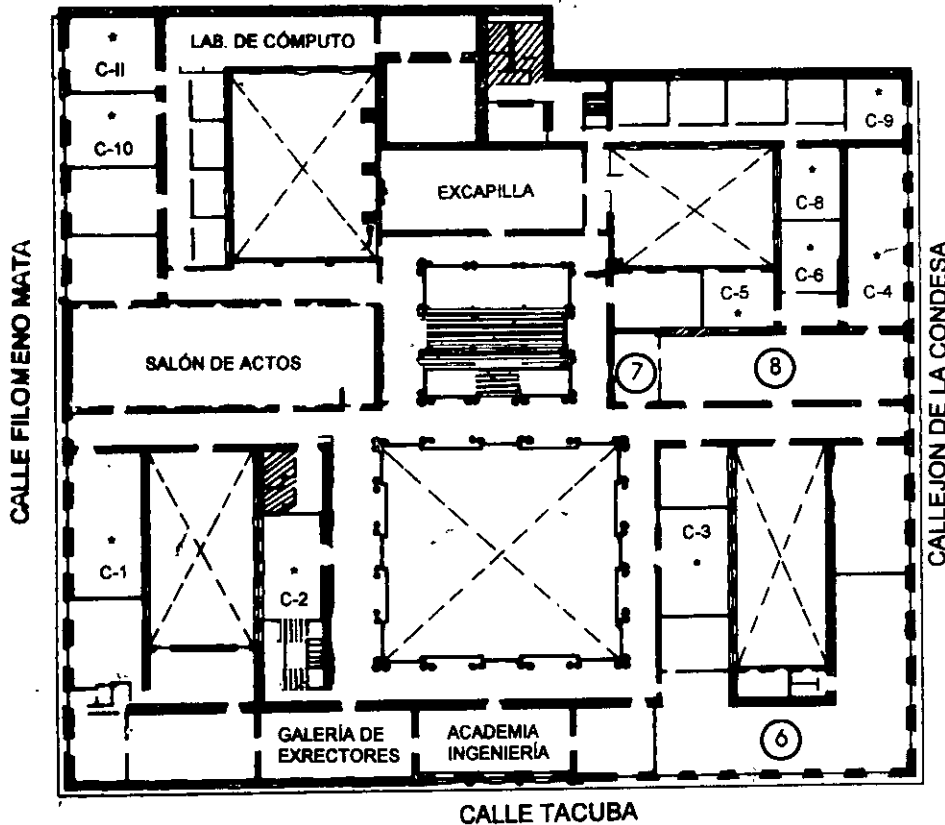 LAB. DE CÓMPUTO
C-II
C-10
C-9
EXCAPILLA
C-8
C-6
C-5
C-4
SALÓN DE ACTOS
7
8
CALLE FILOMENO MATA
CALLEJON DE LA CONDESA
C-1
C-2
C-3
GALERÍA DE
EXRECTORES
ACADEMIA
INGENIERÍA
6
CALLE TACUBA